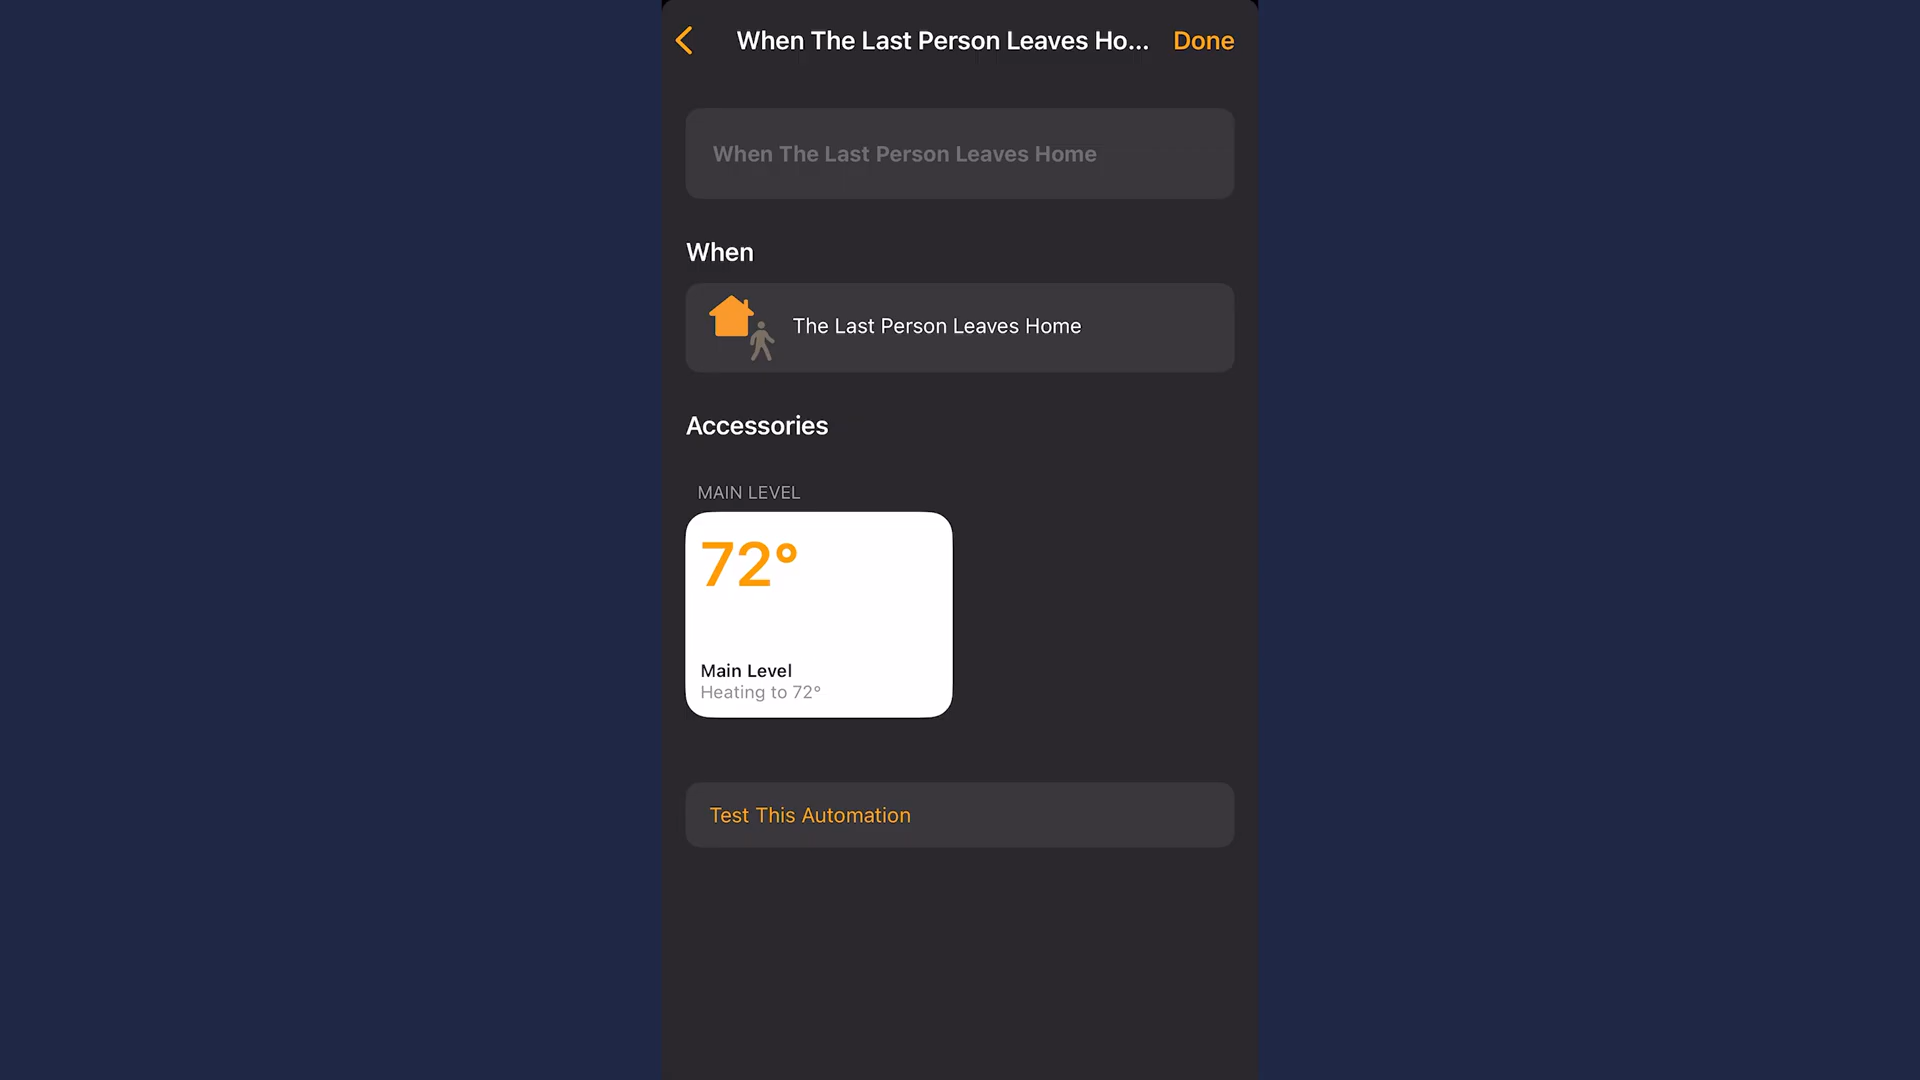 When The Last Person Leaves Ho...
Done
When The Last Person Leaves Home
When
The Last Person Leaves Home
Accessories
MAIN LEVEL
72°
Main Level
Heating to 72°
Test This Automation